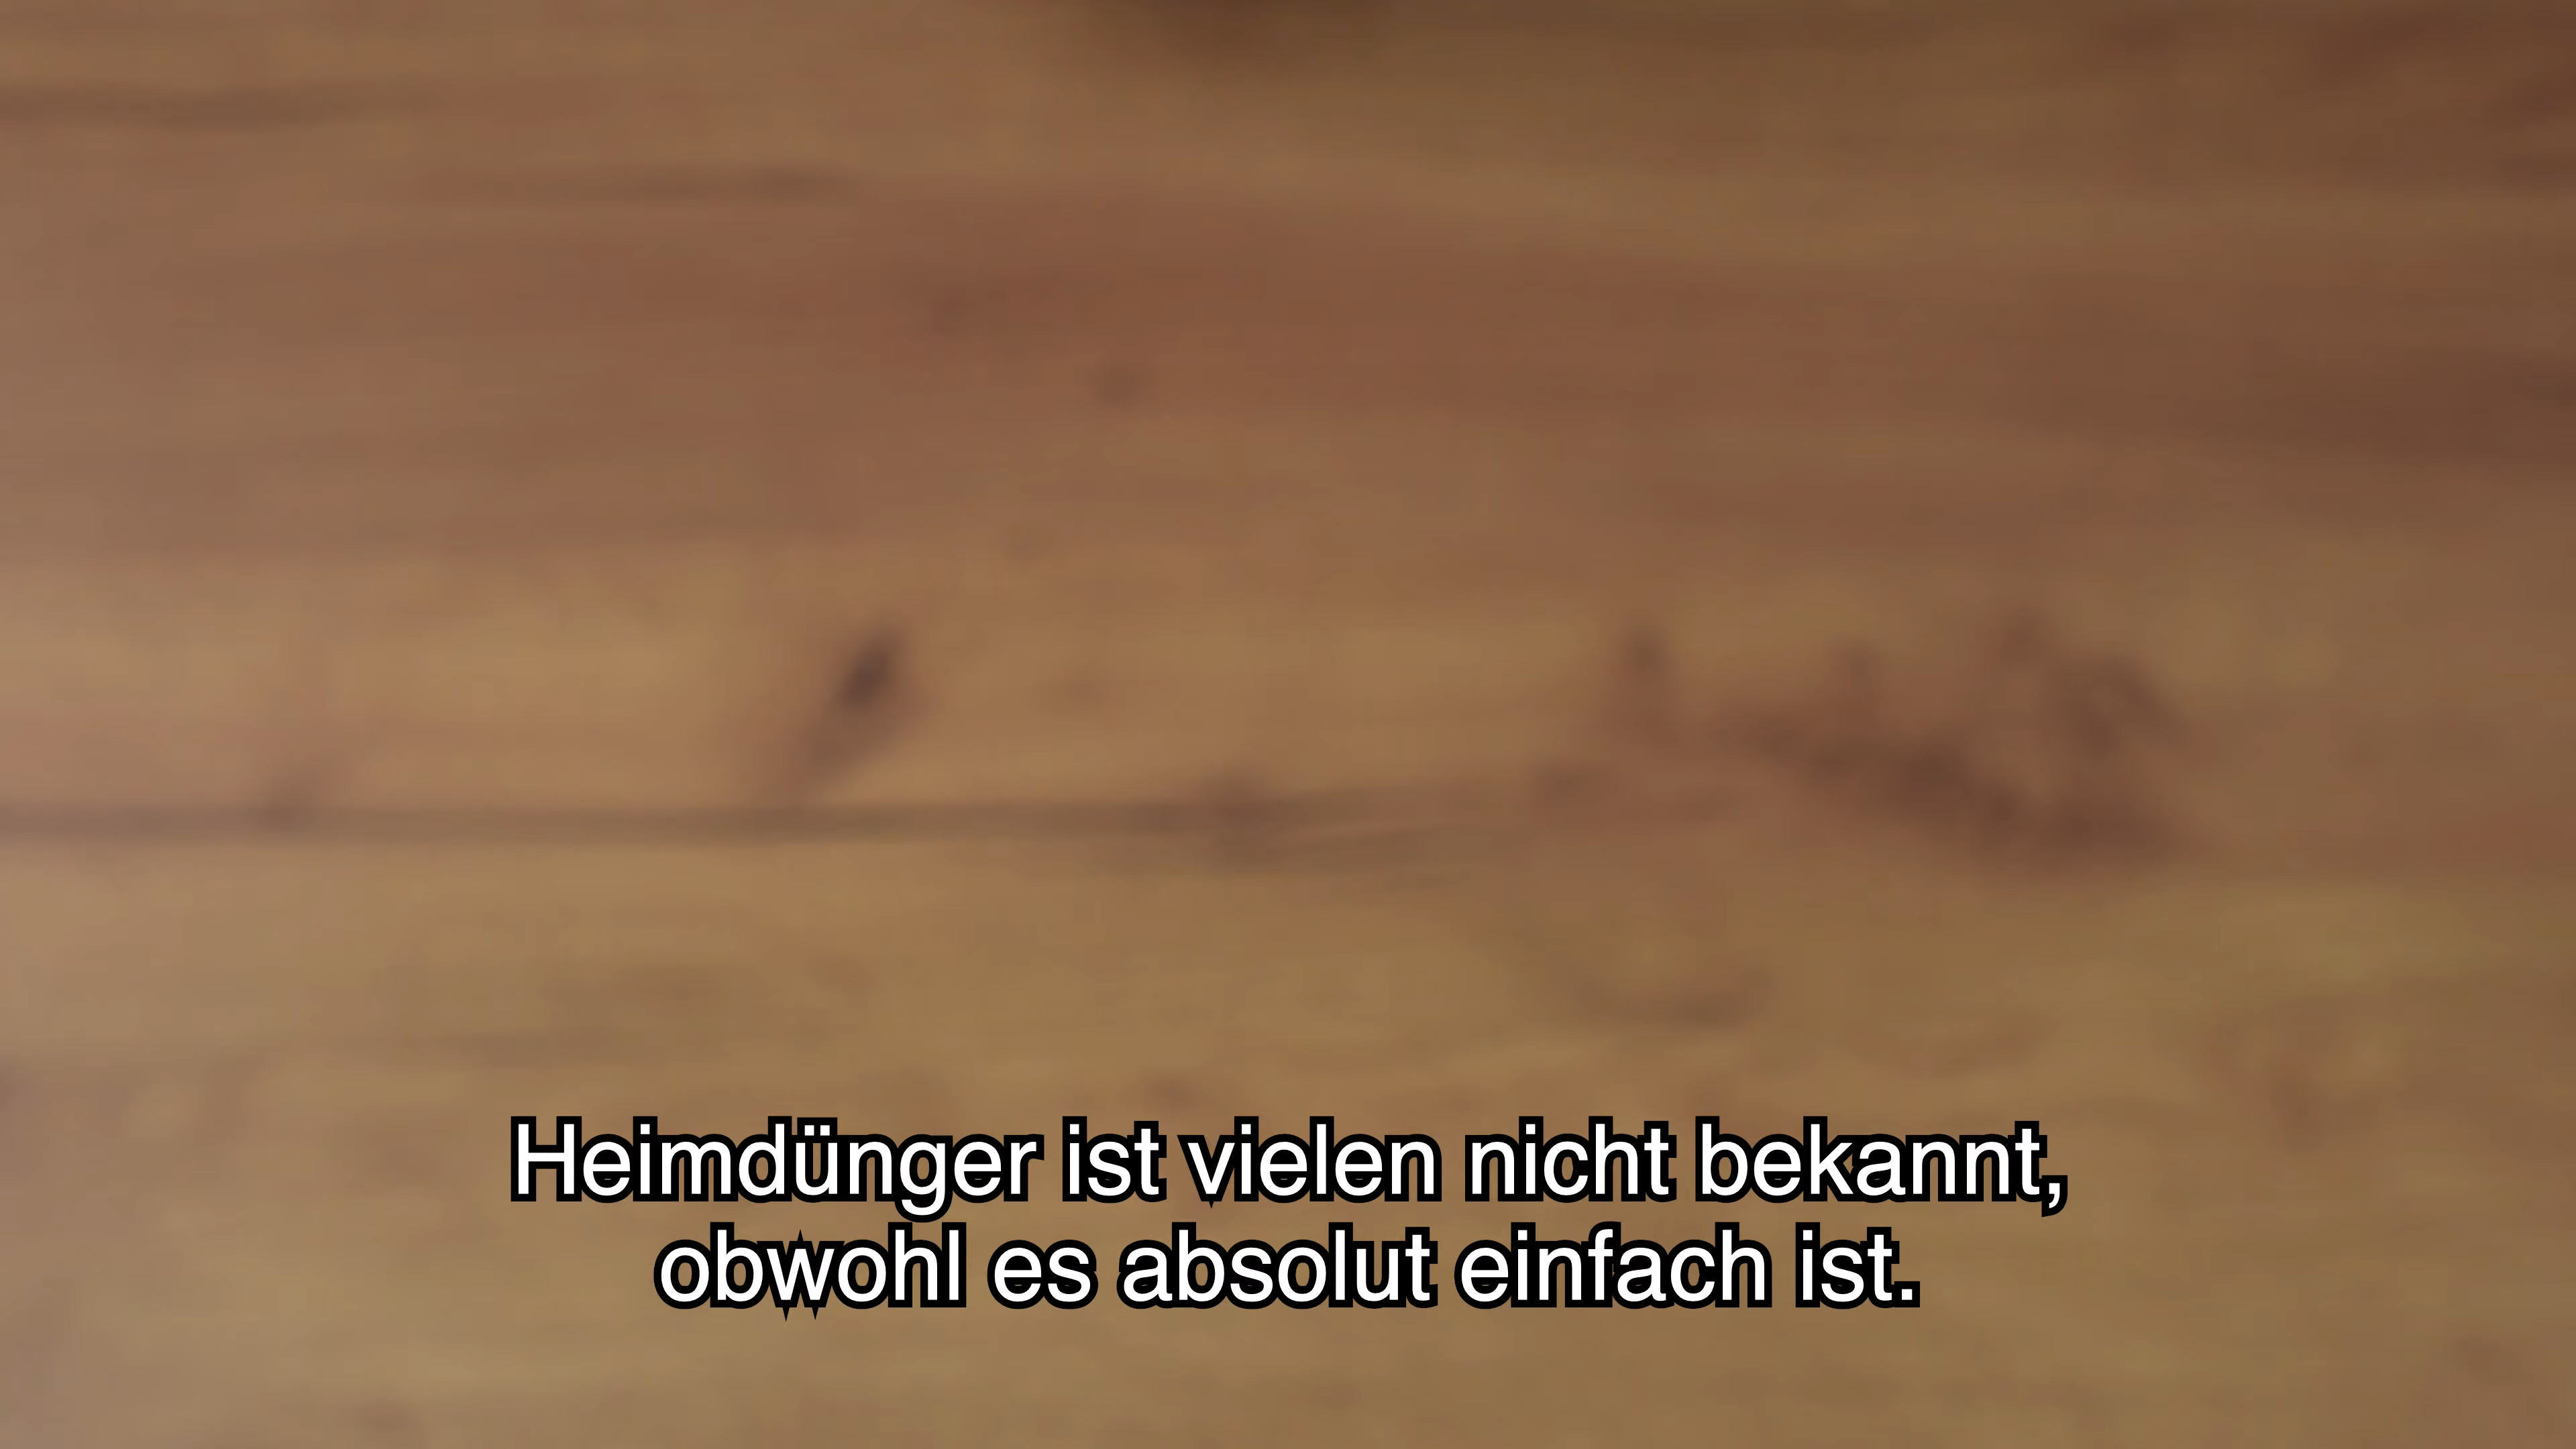 Heimdünger ist vielen nicht bekannt,
obwohl es absolut einfach ist.